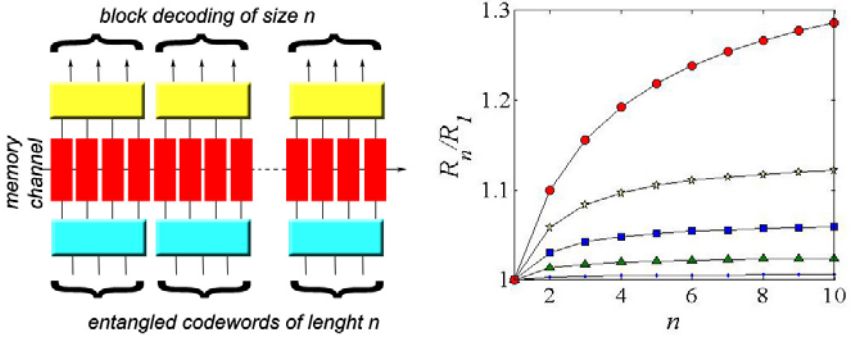 block decoding of size n
memory
channel
entangled codewords of lenght n
1.3
1.2
1.1
1
R_n/R_1
2 4 6 8 10
n